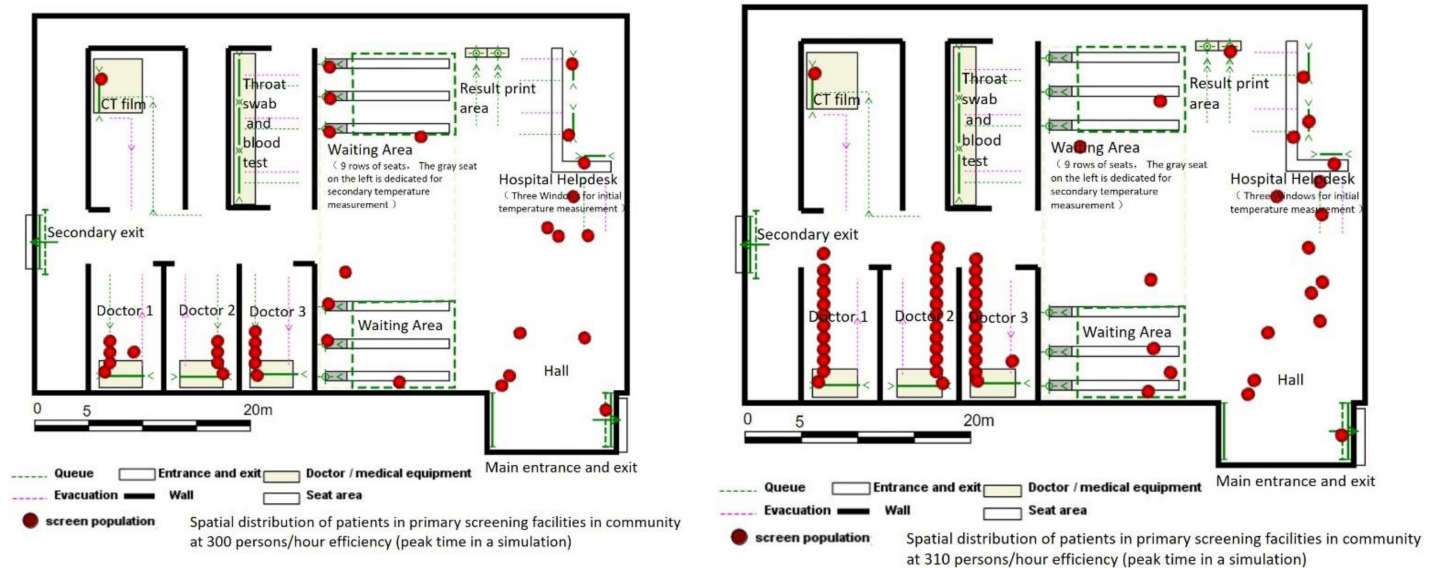 CT film
Throat
swab
and
blood
test
Waiting Area
( 9 rows of seats, The gray seat
on the left is dedicated for
secondary temperature
measurement )
Result print
area
Hospital Helpdesk
( Three Windows for initial
temperature measurement )
Secondary exit
Doctor 1
Doctor 2
Doctor 3
Waiting Area
Hall
0 5 20m
Main entrance and exit
Queue Entrance and exit Doctor / medical equipment
Evacuation Wall Seat area
screen population
Spatial distribution of patients in primary screening facilities in community
at 300 persons/hour efficiency (peak time in a simulation)
CT film
Throat
swab
and
blood
test
Waiting Area
( 9 rows of seats, The gray seat
on the left is dedicated for
secondary temperature
measurement )
Result print
area
Hospital Helpdesk
( Three Windows for initial
temperature measurement )
Secondary exit
Doctor 1
Doctor 2
Doctor 3
Waiting Area
Hall
0 5 20m
Main entrance and exit
Queue Entrance and exit Doctor / medical equipment
Evacuation Wall Seat area
screen population
Spatial distribution of patients in primary screening facilities in community
at 310 persons/hour efficiency (peak time in a simulation)